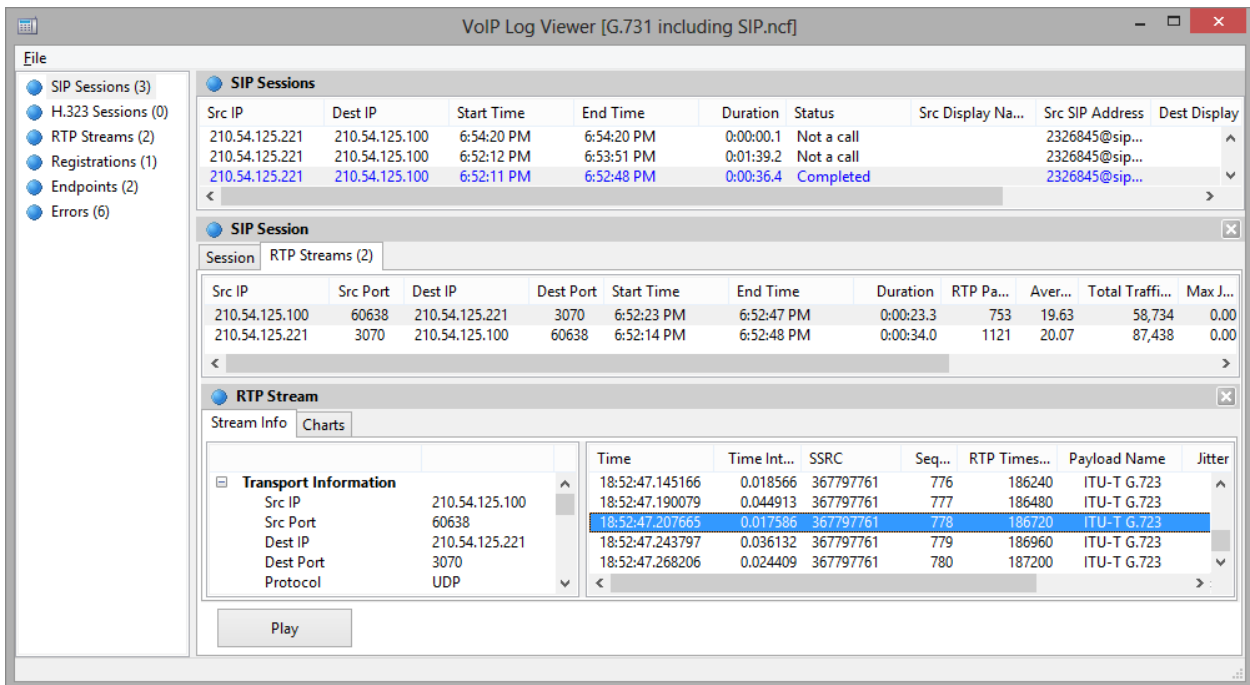 VoIP Log Viewer [G.731 including SIP.ncf]
File
SIP Sessions (3)
H.323 Sessions (0)
RTP Streams (2)
Registrations (1)
Endpoints (2)
Errors (6)
SIP Sessions
Src IP Dest IP Start Time End Time Duration Status Src Display Na... Src SIP Address Dest Display
210.54.125.221 210.54.125.100 6:54:20 PM 6:54:20 PM 0:00:00.1 Not a call 2326845@sip...
210.54.125.221 210.54.125.100 6:52:12 PM 6:53:51 PM 0:01:39.2 Not a call 2326845@sip...
210.54.125.221 210.54.125.100 6:52:11 PM 6:52:48 PM 0:00:36.4 Completed 2326845@sip...
SIP Session
Session RTP Streams (2)
Src IP Src Port Dest IP Dest Port Start Time End Time Duration RTP Pa... Aver... Total Traffi... Max J...
210.54.125.100 60638 210.54.125.221 3070 6:52:23 PM 6:52:47 PM 0:00:23.3 753 19.63 58,734 0.00
210.54.125.221 3070 210.54.125.100 60638 6:52:14 PM 6:52:48 PM 0:00:34.0 1121 20.07 87,438 0.00
RTP Stream
Stream Info Charts
Transport Information
Src IP 210.54.125.100
Src Port 60638
Dest IP 210.54.125.221
Dest Port 3070
Protocol UDP
Time Time Int... SSRC Seq... RTP Times... Payload Name Jitter
18:52:47.145166 0.018566 367797761 776 186240 ITU-T G.723
18:52:47.190079 0.044913 367797761 777 186480 ITU-T G.723
18:52:47.207665 0.017586 367797761 778 186720 ITU-T G.723
18:52:47.243797 0.036132 367797761 779 186960 ITU-T G.723
18:52:47.268206 0.024409 367797761 780 187200 ITU-T G.723
Play